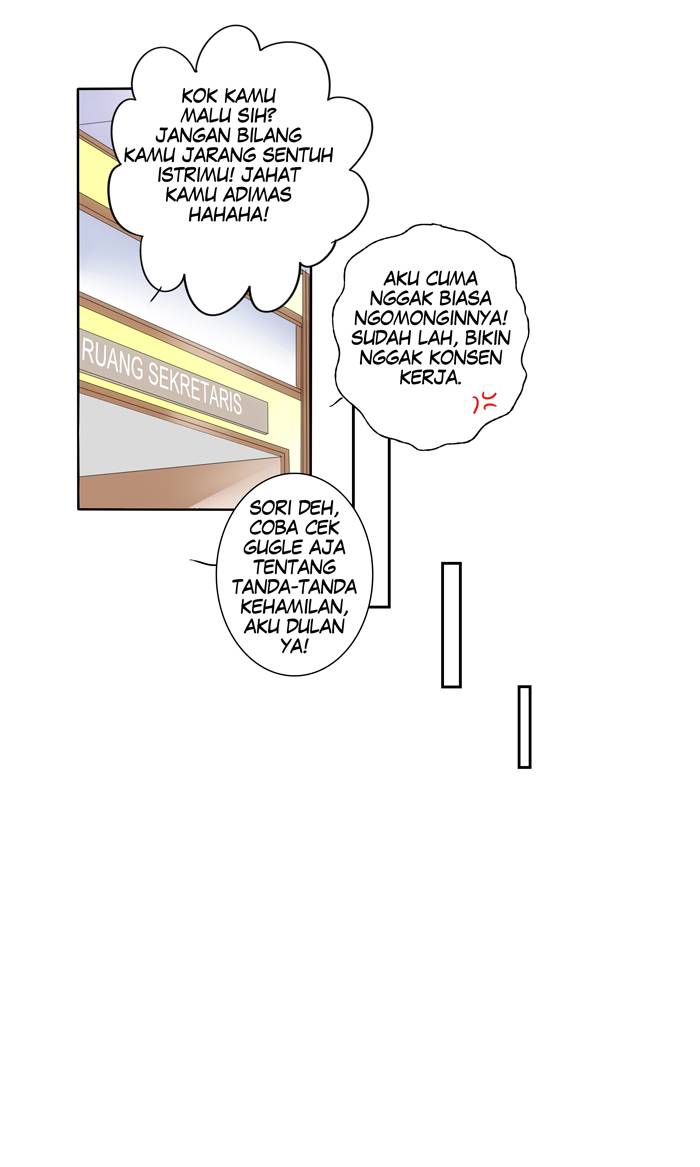 KOK KAMU
MALU SIH?
JANGAN BILANG
KAMU JARANG SENTUH
ISTRIMU! JAHAT
KAMU ADIMAS
HAHAHA!
AKU CUMA
NGGAK BIASA
NGOMONGINNYA!
SUDAH LAH, BIKIN
NGGAK KONSEN
KERJA.
RUANG SEKRETARIS
SORI DEH,
COBA CEK
GUGLE AJA
TENTANG
TANDA-TANDA
KEHAMILAN,
AKU DULAN
YA!